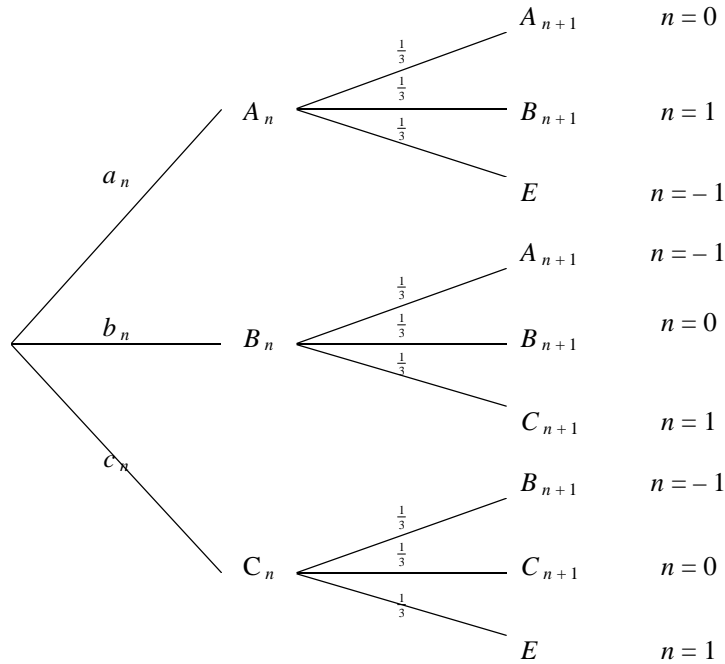 A n + 1 n = 0
1/3
1/3
A n B n + 1 n = 1
1/3
a n
E n = – 1
A n + 1 n = – 1
1/3
b n 1/3 n = 0
B n B n + 1
1/3
C n + 1 n = 1
c n
B n + 1 n = – 1
1/3
1/3
C n C n + 1 n = 0
1/3
E n = 1